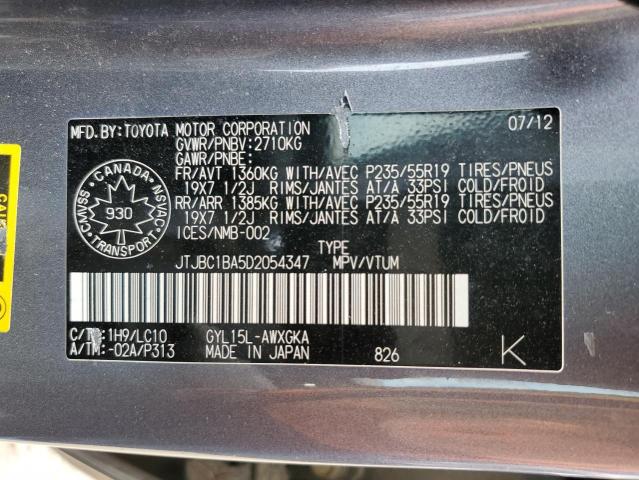 MFD.BY:TOYOTA MOTOR CORPORATION 07/12
GVWR/PNBV:2710KG
GAWR/PNBE:
FR/AVT 1360KG WITH/AVEC P235/55R19 TIRES/PNEUS
19X7 1/2J RIMS/JANTES AT/A 33PSI COLD/FROID
RR/ARR 1385KG WITH/AVEC P235/55R19 TIRES/PNEUS
19X7 1/2J RIMS/JANTES AT/A 33PSI COLD/FROID
ICES/NMB-002
CANADA
CMVSS NSVAC
930
TRANSPORT
TYPE
JTJBC1BA5D2054347 MPV/VTUM
C/TR:1H9/LC10 GYL15L-AWXGKA
A/TM:-02A/P313 MADE IN JAPAN 826 K